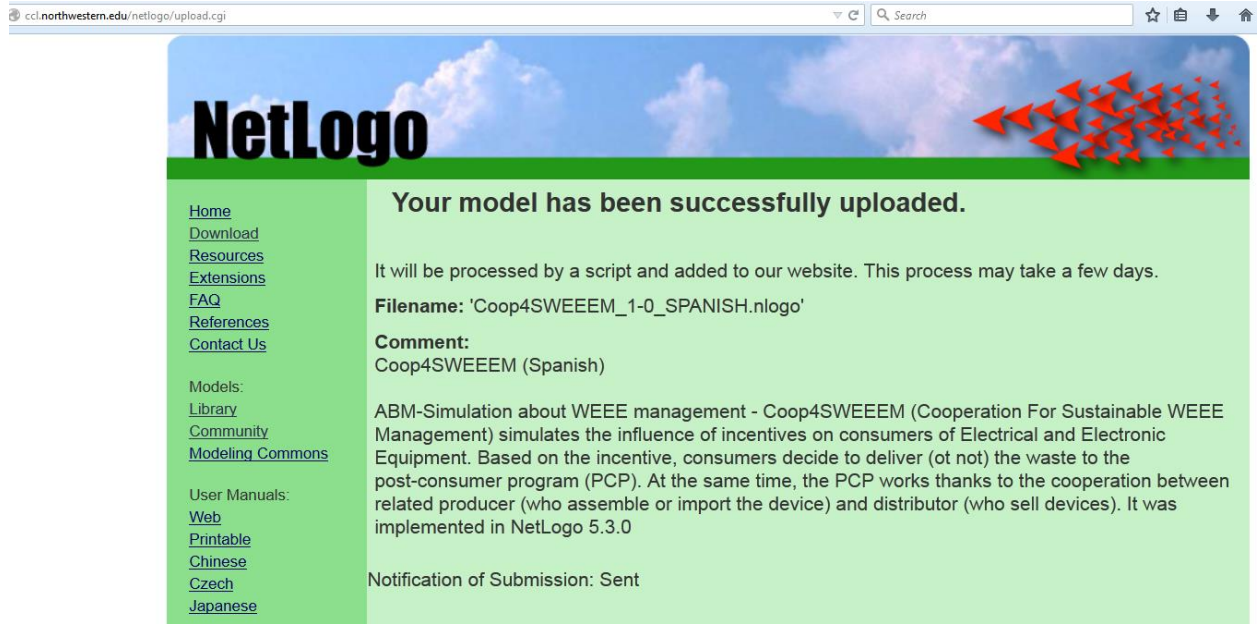 ccl.northwestern.edu/netlogo/upload.cgi
Search
NetLogo
Home
Download
Resources
Extensions
FAQ
References
Contact Us
Models:
Library
Community
Modeling Commons
User Manuals:
Web
Printable
Chinese
Czech
Japanese
Your model has been successfully uploaded.
It will be processed by a script and added to our website. This process may take a few days.
Filename: 'Coop4SWEEEM_1-0_SPANISH.nlogo'
Comment:
Coop4SWEEEM (Spanish)
ABM-Simulation about WEEE management - Coop4SWEEEM (Cooperation For Sustainable WEEE
Management) simulates the influence of incentives on consumers of Electrical and Electronic
Equipment. Based on the incentive, consumers decide to deliver (ot not) the waste to the
post-consumer program (PCP). At the same time, the PCP works thanks to the cooperation between
related producer (who assemble or import the device) and distributor (who sell devices). It was
implemented in NetLogo 5.3.0
Notification of Submission: Sent